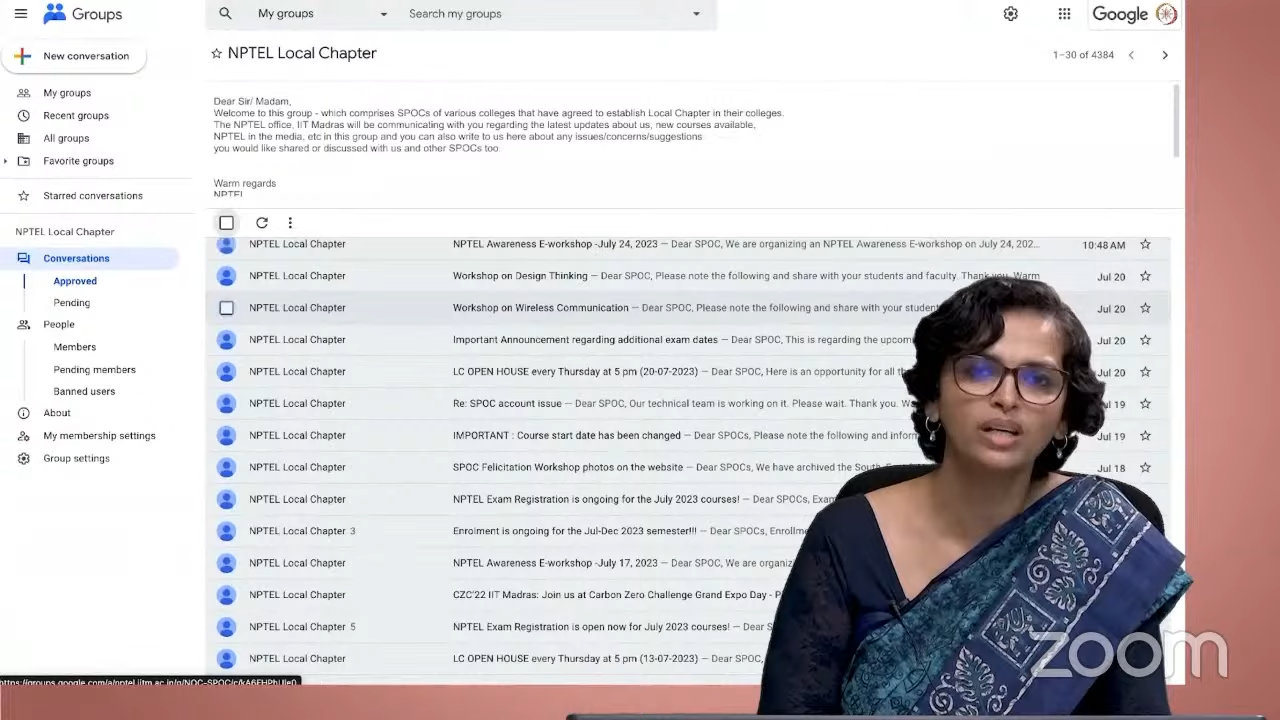 Groups
My groups
Search my groups
Google
New conversation
NPTEL Local Chapter
1–30 of 4384
My groups
Recent groups
All groups
Favorite groups
Starred conversations
NPTEL Local Chapter
Conversations
Approved
Pending
People
Members
Pending members
Banned users
About
My membership settings
Group settings
Dear Sir/ Madam,
Welcome to this group - which comprises SPOCs of various colleges that have agreed to establish Local Chapter in their colleges.
The NPTEL office, IIT Madras will be communicating with you regarding the latest updates about us, new courses available,
NPTEL in the media, etc in this group and you can also write to us here about any issues/concerns/suggestions
you would like shared or discussed with us and other SPOCs too.
Warm regards
NPTEL
NPTEL Local Chapter NPTEL Awareness E-workshop -July 24, 2023 — Dear SPOC, We are organizing an NPTEL Awareness E-workshop on July 24, 202... 10:48 AM
NPTEL Local Chapter Workshop on Design Thinking — Dear SPOC, Please note the following and share with your students and faculty. Thank you. Warm Jul 20
NPTEL Local Chapter Workshop on Wireless Communication — Dear SPOC, Please note the following and share with your Jul 20
NPTEL Local Chapter Important Announcement regarding additional exam dates — Dear SPOC, This is regarding the Jul 20
NPTEL Local Chapter LC OPEN HOUSE every Thursday at 5 pm (20-07-2023) — Dear SPOC, Here is an opportunity for all Jul 20
NPTEL Local Chapter Re: SPOC account issue — Dear SPOC, Our technical team is working on it. Please wait. Thank you. Jul 19
NPTEL Local Chapter IMPORTANT : Course start date has been changed — Dear SPOCs, Please note the following and Jul 19
NPTEL Local Chapter SPOC Felicitation Workshop photos on the website — Dear SPOCs, We have archived the Jul 18
NPTEL Local Chapter NPTEL Exam Registration is ongoing for the July 2023 courses! — Dear SPOCs,
NPTEL Local Chapter 3 Enrolment is ongoing for the Jul-Dec 2023 semester!!! — Dear SPOCs,
NPTEL Local Chapter NPTEL Awareness E-workshop -July 17, 2023 — Dear SPOC, We are
NPTEL Local Chapter CZC'22 IIT Madras: Join us at Carbon Zero Challenge Grand Expo Day -
NPTEL Local Chapter 5 NPTEL Exam Registration is open now for July 2023 courses! — Dear
NPTEL Local Chapter LC OPEN HOUSE every Thursday at 5 pm (13-07-2023) — Dear SPOC,
zoom